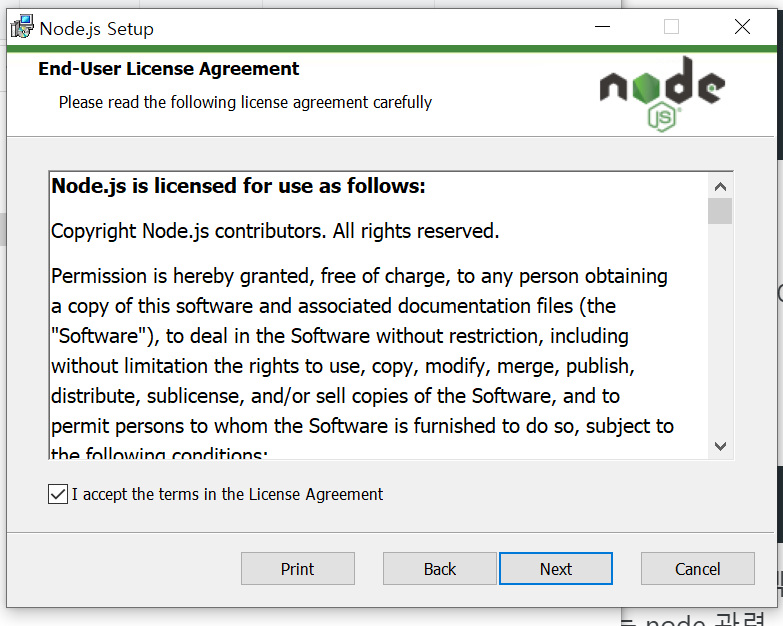 Node.js Setup
End-User License Agreement
Please read the following license agreement carefully
node
JS
Node.js is licensed for use as follows:
Copyright Node.js contributors. All rights reserved.
Permission is hereby granted, free of charge, to any person obtaining
a copy of this software and associated documentation files (the
"Software"), to deal in the Software without restriction, including
without limitation the rights to use, copy, modify, merge, publish,
distribute, sublicense, and/or sell copies of the Software, and to
permit persons to whom the Software is furnished to do so, subject to
the following conditions:
I accept the terms in the License Agreement
Print
Back
Next
Cancel
node 관련